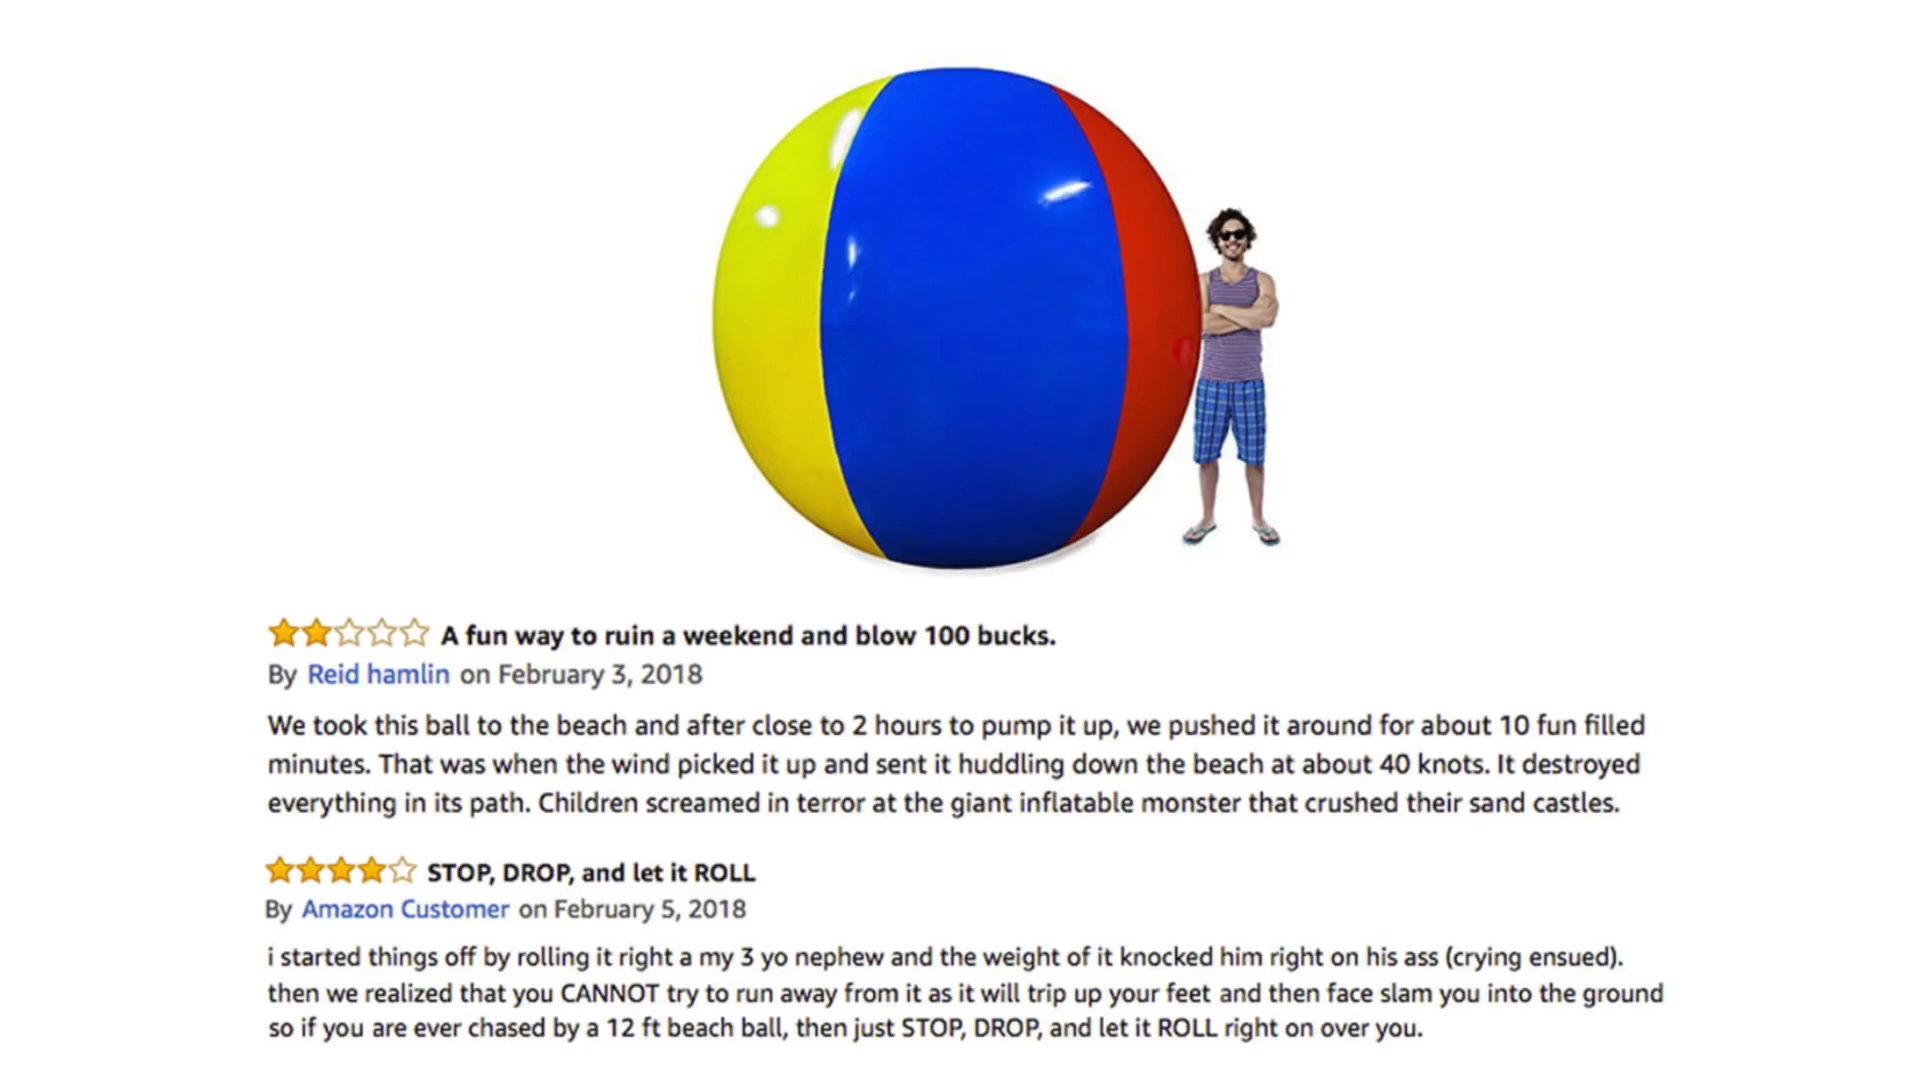 A fun way to ruin a weekend and blow 100 bucks.
By Reid hamlin on February 3, 2018
We took this ball to the beach and after close to 2 hours to pump it up, we pushed it around for about 10 fun filled
minutes. That was when the wind picked it up and sent it huddling down the beach at about 40 knots. It destroyed
everything in its path. Children screamed in terror at the giant inflatable monster that crushed their sand castles.
STOP, DROP, and let it ROLL
By Amazon Customer on February 5, 2018
i started things off by rolling it right a my 3 yo nephew and the weight of it knocked him right on his ass (crying ensued).
then we realized that you CANNOT try to run away from it as it will trip up your feet and then face slam you into the ground
so if you are ever chased by a 12 ft beach ball, then just STOP, DROP, and let it ROLL right on over you.